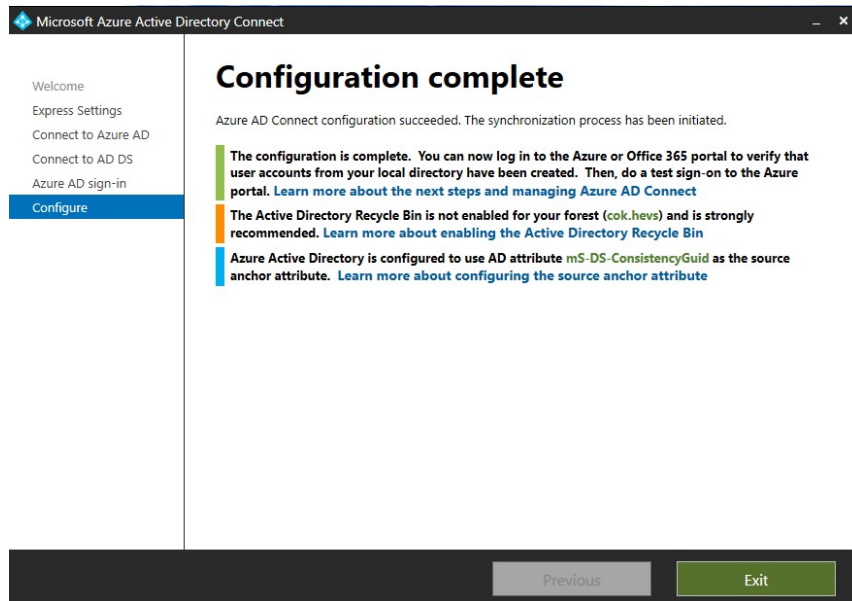 Microsoft Azure Active Directory Connect
Welcome
Express Settings
Connect to Azure AD
Connect to AD DS
Azure AD sign-in
Configure
Configuration complete
Azure AD Connect configuration succeeded. The synchronization process has been initiated.
The configuration is complete. You can now log in to the Azure or Office 365 portal to verify that
user accounts from your local directory have been created. Then, do a test sign-on to the Azure
portal. Learn more about the next steps and managing Azure AD Connect
The Active Directory Recycle Bin is not enabled for your forest (cok.hevs) and is strongly
recommended. Learn more about enabling the Active Directory Recycle Bin
Azure Active Directory is configured to use AD attribute mS-DS-ConsistencyGuid as the source
anchor attribute. Learn more about configuring the source anchor attribute
Previous
Exit